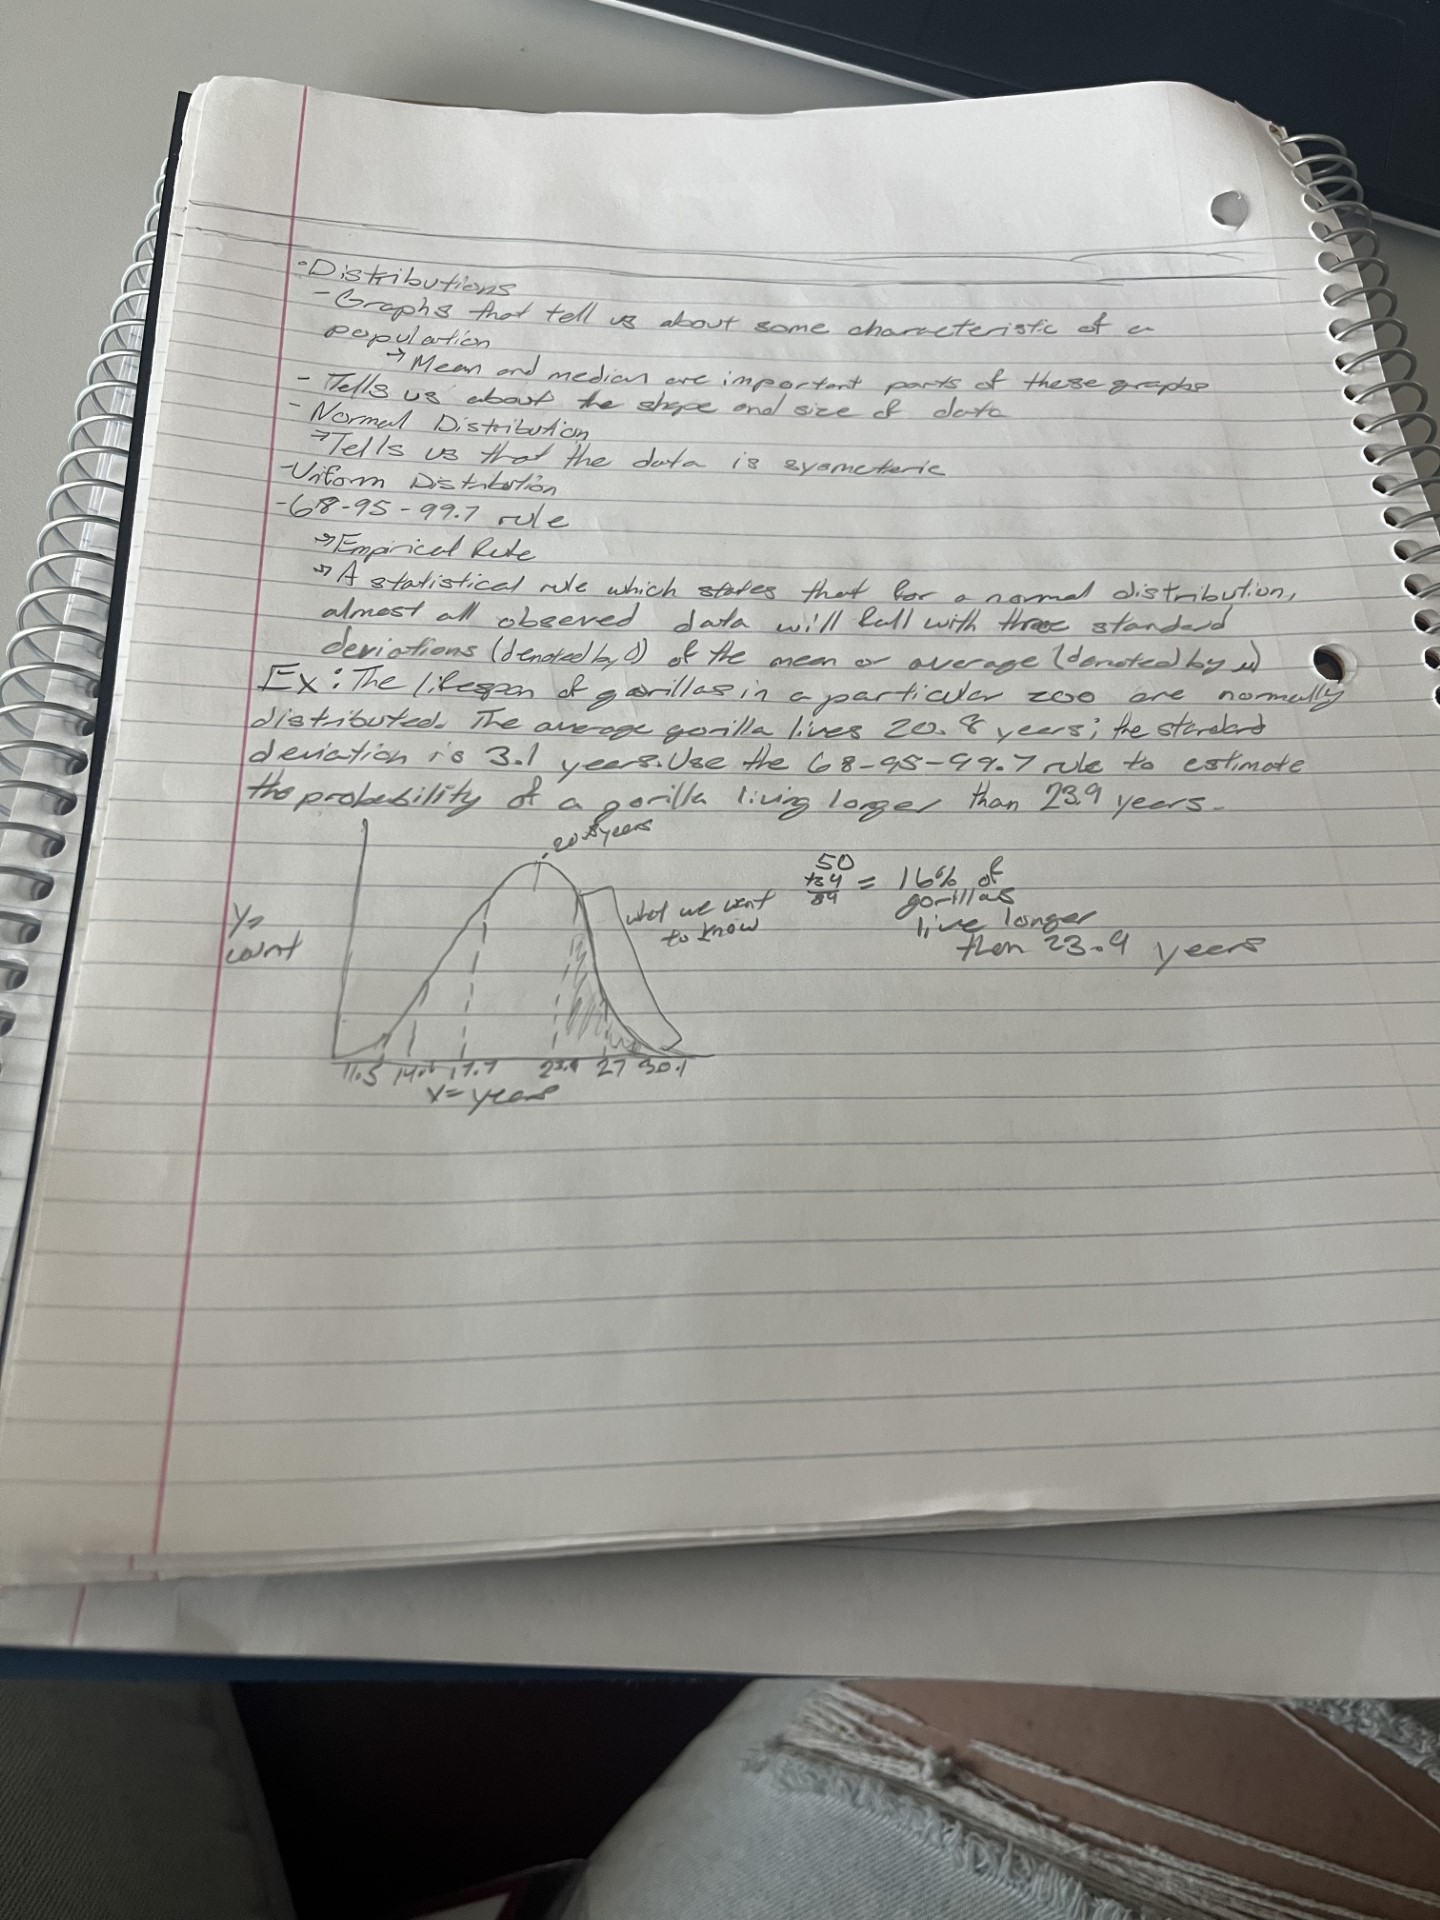 ·Distributions
-Graphs that tell us about some characteristic of a
population
→Mean and median are important parts of these graphs
- Tells us about the shape and size of data
- Normal Distribution
→Tells us that the data is sysmeteric
-Uniform Distribution
-68-95-99.7 rule
→Empirical Rule
→A statistical rule which states that for a normal distribution,
almost all observed data will fall with three standard
deviations (denoted by σ) of the mean or average (denoted by μ)
Ex: The lifespan of gorillas in a particular zoo are normally
distributed. The average gorilla lives 20.8 years; the standard
deviation is 3.1 years. Use the 68-95-99.7 rule to estimate
the probability of a gorilla living longer than 23.9 years.
20.8 years
50
+34
84
= 16% of
gorillas
live longer
then 23.9 years
what we want
to know
y=
count
11.5 14.6 17.7 23.9 27 30.1
x= years